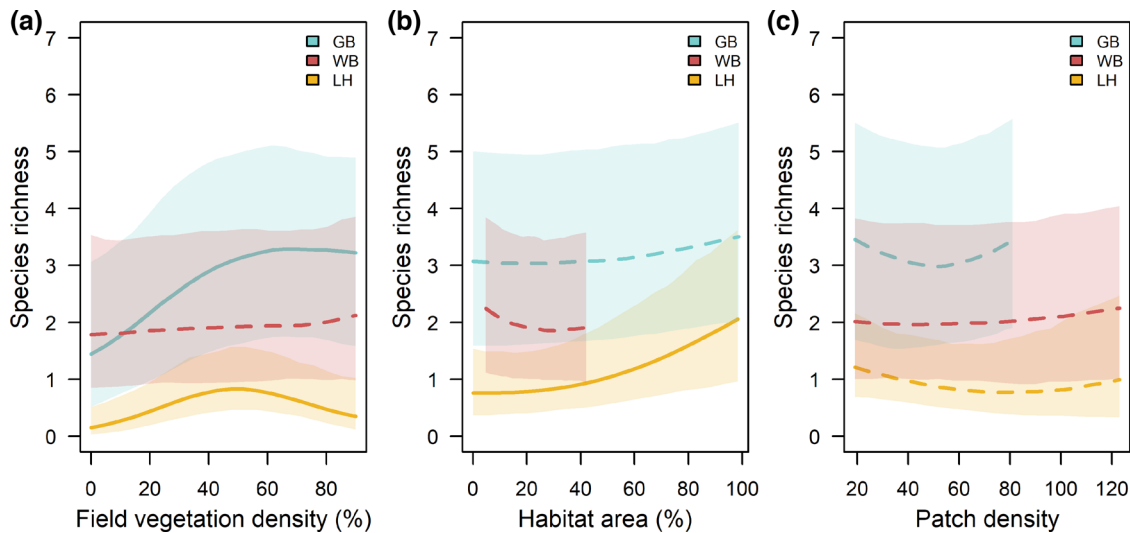 (a)
Species richness
7
6
5
4
3
2
1
0
GB
WB
LH
0 20 40 60 80
Field vegetation density (%)
(b)
Species richness
7
6
5
4
3
2
1
0
GB
WB
LH
0 20 40 60 80 100
Habitat area (%)
(c)
Species richness
7
6
5
4
3
2
1
0
GB
WB
LH
20 40 60 80 100 120
Patch density